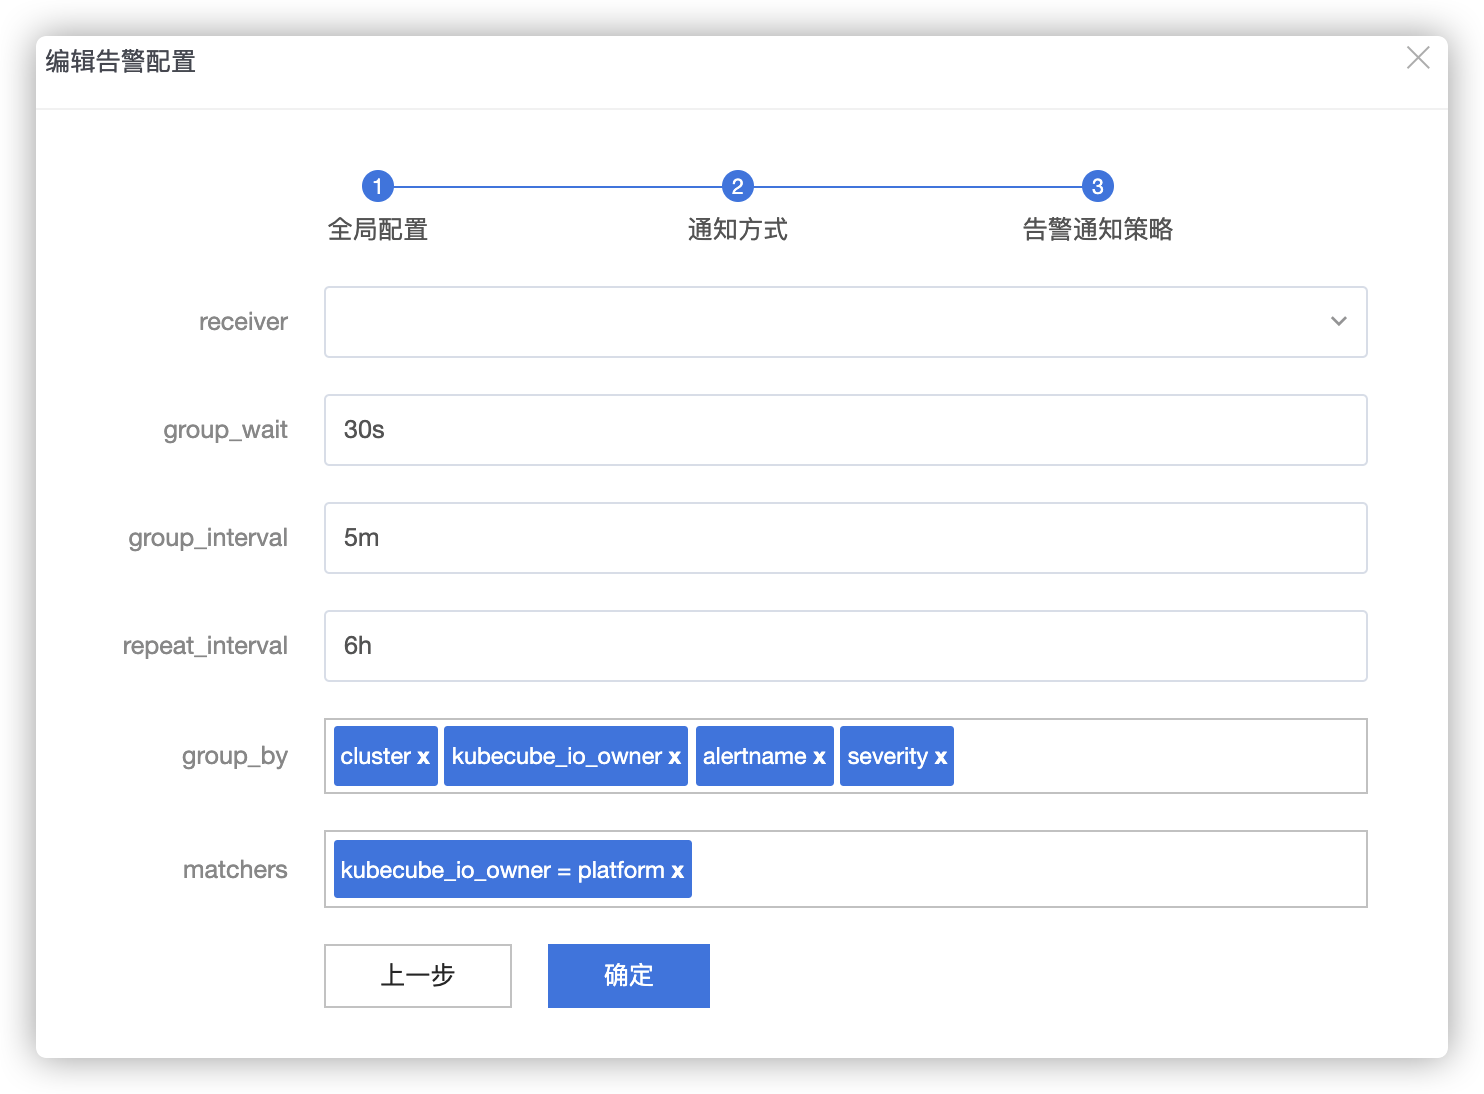 编辑告警配置
1 2 3
全局配置 通知方式 告警通知策略
receiver
group_wait 30s
group_interval 5m
repeat_interval 6h
group_by cluster x kubecube_io_owner x alertname x severity x
matchers kubecube_io_owner = platform x
上一步 确定